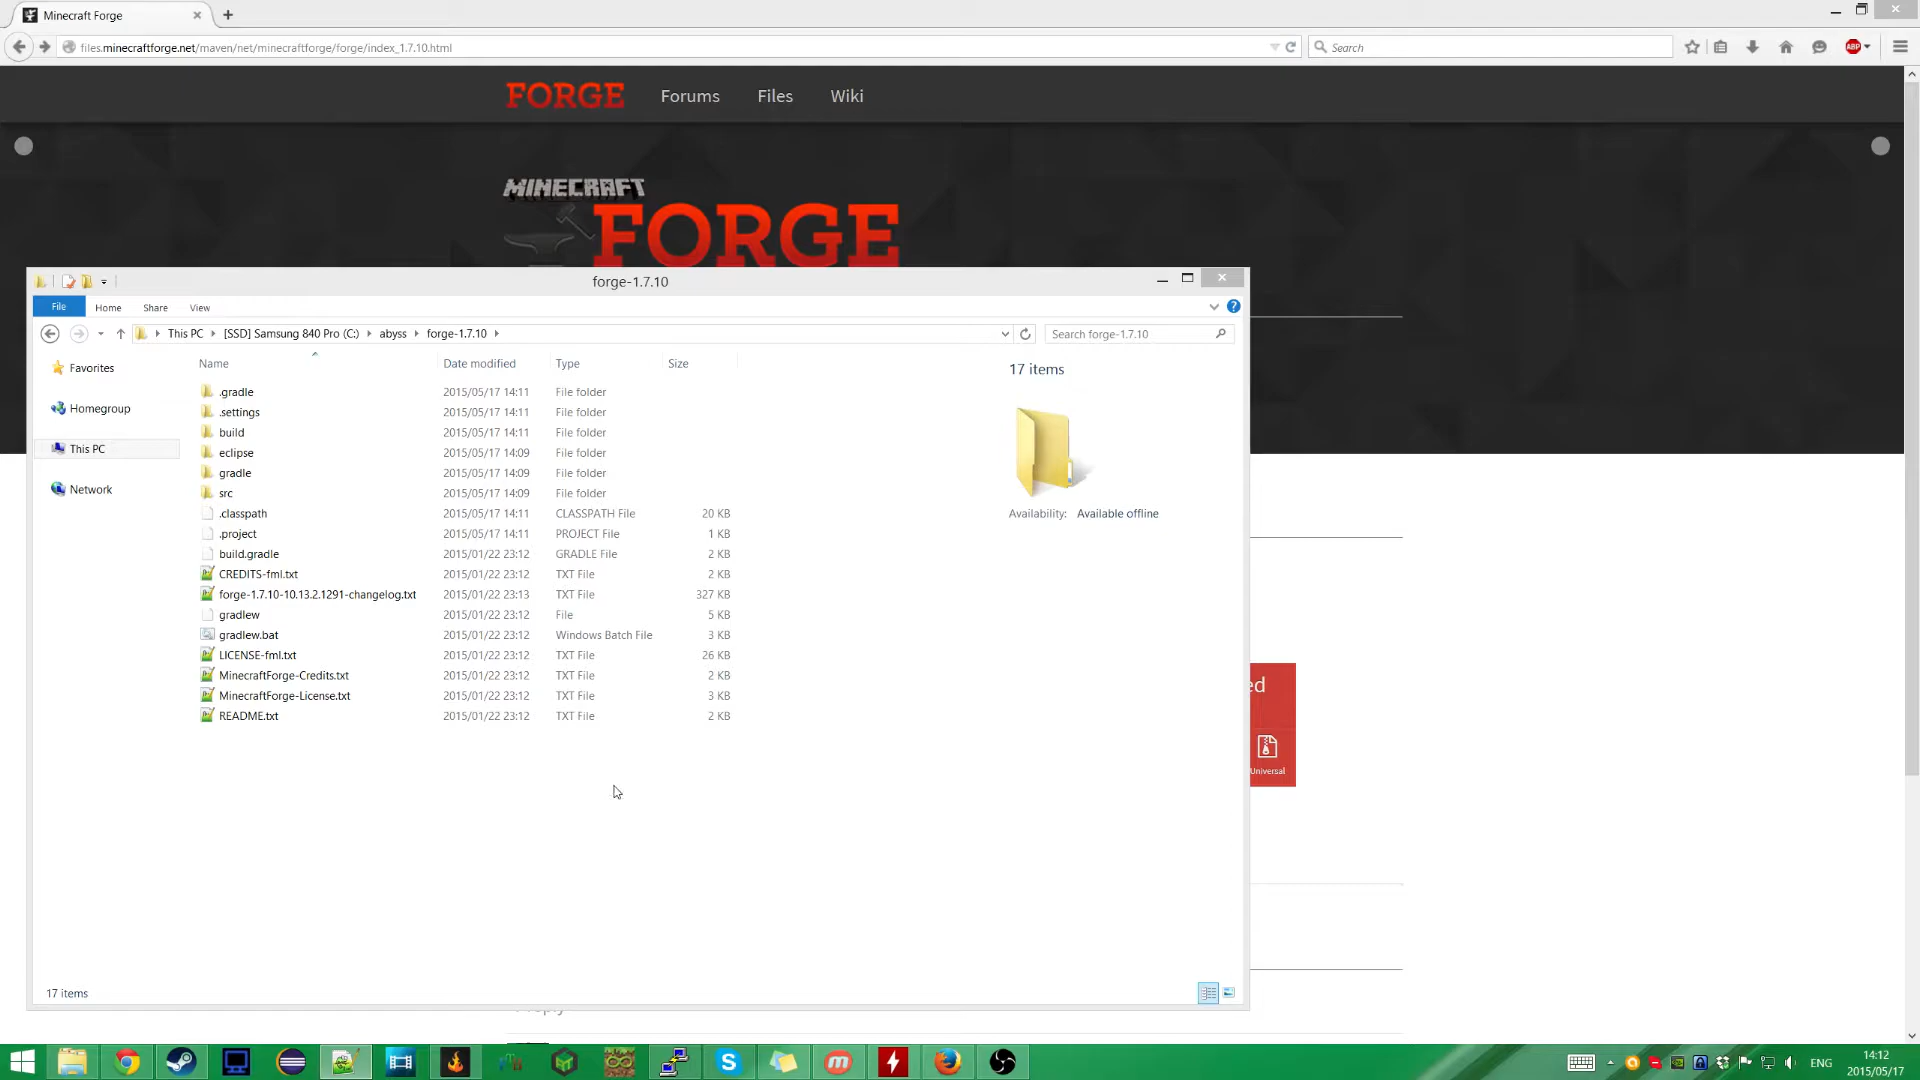 Minecraft Forge
files.minecraftforge.net/maven/net/minecraftforge/forge/index_1.7.10.html
Search
ABP
FORGE Forums Files Wiki
MINECRAFT
FORGE
forge-1.7.10
File Home Share View
This PC [SSD] Samsung 840 Pro (C:) abyss forge-1.7.10
Search forge-1.7.10
Name Date modified Type Size
Favorites
Homegroup
This PC
Network
.gradle 2015/05/17 14:11 File folder
.settings 2015/05/17 14:11 File folder
build 2015/05/17 14:11 File folder
eclipse 2015/05/17 14:09 File folder
gradle 2015/05/17 14:09 File folder
src 2015/05/17 14:09 File folder
.classpath 2015/05/17 14:11 CLASSPATH File 20 KB
.project 2015/05/17 14:11 PROJECT File 1 KB
build.gradle 2015/01/22 23:12 GRADLE File 2 KB
CREDITS-fml.txt 2015/01/22 23:12 TXT File 2 KB
forge-1.7.10-10.13.2.1291-changelog.txt 2015/01/22 23:13 TXT File 327 KB
gradlew 2015/01/22 23:12 File 5 KB
gradlew.bat 2015/01/22 23:12 Windows Batch File 3 KB
LICENSE-fml.txt 2015/01/22 23:12 TXT File 26 KB
MinecraftForge-Credits.txt 2015/01/22 23:12 TXT File 2 KB
MinecraftForge-License.txt 2015/01/22 23:12 TXT File 3 KB
README.txt 2015/01/22 23:12 TXT File 2 KB
17 items
Availability: Available offline
ed
Universal
17 items
ENG
14:12
2015/05/17